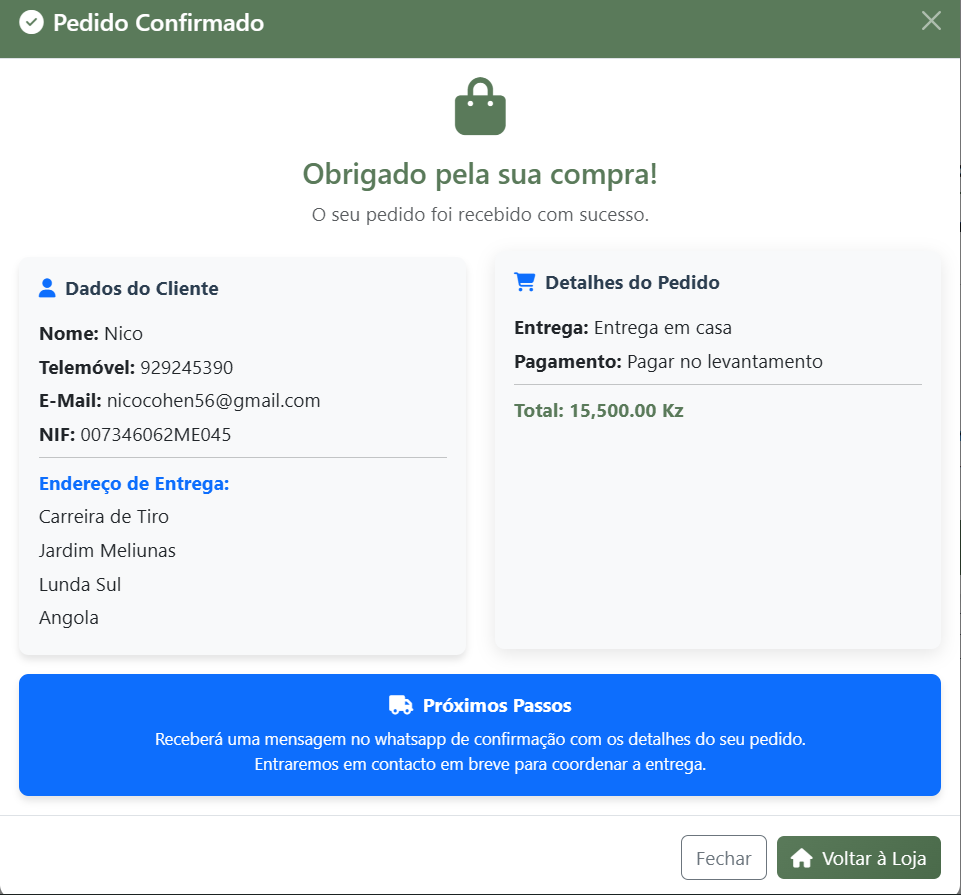 Pedido Confirmado
Obrigado pela sua compra!
O seu pedido foi recebido com sucesso.
Dados do Cliente
Nome: Nico
Telemóvel: 929245390
E-Mail: nicocohen56@gmail.com
NIF: 007346062ME045
Endereço de Entrega:
Carreira de Tiro
Jardim Meliunas
Lunda Sul
Angola
Detalhes do Pedido
Entrega: Entrega em casa
Pagamento: Pagar no levantamento
Total: 15,500.00 Kz
Próximos Passos
Receberá uma mensagem no whatsapp de confirmação com os detalhes do seu pedido.
Entraremos em contacto em breve para coordenar a entrega.
Fechar
Voltar à Loja